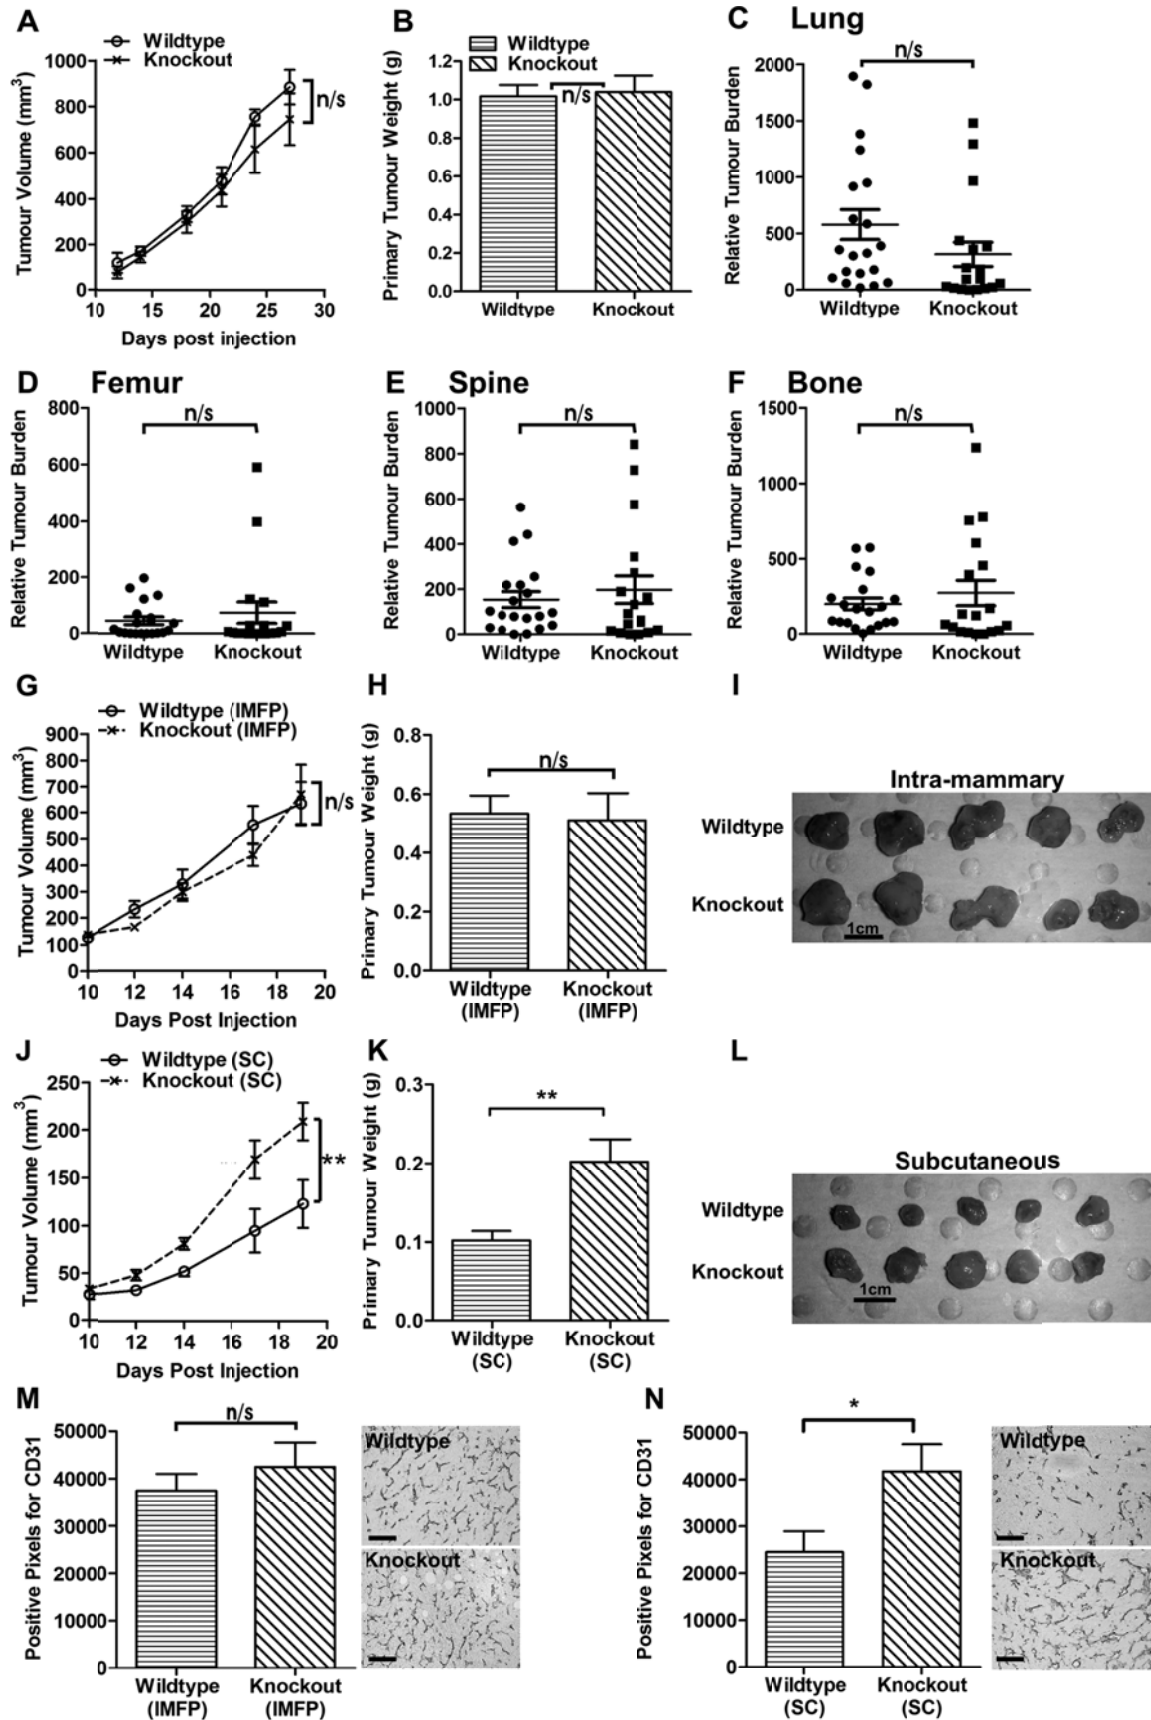 A
Wildtype
Knockout
Tumour Volume (mm³)
1000
800
600
400
200
0
n/s
10 15 20 25 30
Days post injection
B
Wildtype
Knockout
Primary Tumour Weight (g)
1.2
1.0
0.8
0.6
0.4
0.2
0.0
n/s
Wildtype Knockout
C Lung
n/s
Relative Tumour Burden
2000
1500
1000
500
0
Wildtype Knockout
D Femur
n/s
Relative Tumour Burden
800
600
400
200
0
Wildtype Knockout
E Spine
n/s
Relative Tumour Burden
1000
800
600
400
200
0
Wildtype Knockout
F Bone
n/s
Relative Tumour Burden
1500
1000
500
0
Wildtype Knockout
G
Wildtype (IMFP)
Knockout (IMFP)
Tumour Volume (mm³)
900
800
700
600
500
400
300
200
100
0
n/s
10 12 14 16 18 20
Days Post Injection
H
Primary Tumour Weight (g)
0.8
0.6
0.4
0.2
0.0
n/s
Wildtype Knockout
(IMFP) (IMFP)
I
Intra-mammary
Wildtype
Knockout
1cm
J
Wildtype (SC)
Knockout (SC)
Tumour Volume (mm³)
250
200
150
100
50
0
**
10 12 14 16 18 20
Days Post Injection
K
Primary Tumour Weight (g)
0.3
0.2
0.1
0.0
**
Wildtype Knockout
(SC) (SC)
L
Subcutaneous
Wildtype
Knockout
1cm
M
n/s
Positive Pixels for CD31
50000
40000
30000
20000
10000
0
Wildtype Knockout
(IMFP) (IMFP)
Wildtype
Knockout
N
*
Positive Pixels for CD31
50000
40000
30000
20000
10000
0
Wildtype Knockout
(SC) (SC)
Wildtype
Knockout